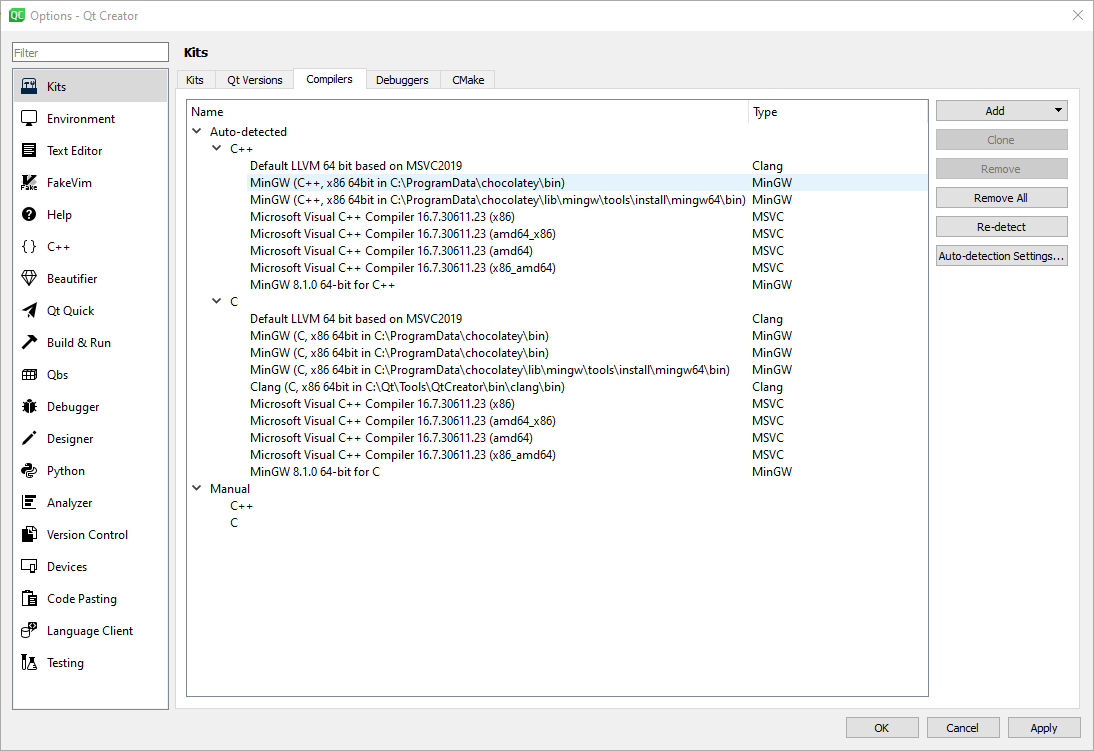 Options - Qt Creator
Filter
Kits
Environment
Text Editor
FakeVim
Help
C++
Beautifier
Qt Quick
Build & Run
Qbs
Debugger
Designer
Python
Analyzer
Version Control
Devices
Code Pasting
Language Client
Testing
Kits
Kits Qt Versions Compilers Debuggers CMake
Name Type
Auto-detected
C++
Default LLVM 64 bit based on MSVC2019 Clang
MinGW (C++, x86 64bit in C:\ProgramData\chocolatey\bin) MinGW
MinGW (C++, x86 64bit in C:\ProgramData\chocolatey\lib\mingw\tools\install\mingw64\bin) MinGW
Microsoft Visual C++ Compiler 16.7.30611.23 (x86) MSVC
Microsoft Visual C++ Compiler 16.7.30611.23 (amd64_x86) MSVC
Microsoft Visual C++ Compiler 16.7.30611.23 (amd64) MSVC
Microsoft Visual C++ Compiler 16.7.30611.23 (x86_amd64) MSVC
MinGW 8.1.0 64-bit for C++ MinGW
C
Default LLVM 64 bit based on MSVC2019 Clang
MinGW (C, x86 64bit in C:\ProgramData\chocolatey\bin) MinGW
MinGW (C, x86 64bit in C:\ProgramData\chocolatey\bin) MinGW
MinGW (C, x86 64bit in C:\ProgramData\chocolatey\lib\mingw\tools\install\mingw64\bin) MinGW
Clang (C, x86 64bit in C:\Qt\Tools\QtCreator\bin\clang\bin) Clang
Microsoft Visual C++ Compiler 16.7.30611.23 (x86) MSVC
Microsoft Visual C++ Compiler 16.7.30611.23 (amd64_x86) MSVC
Microsoft Visual C++ Compiler 16.7.30611.23 (amd64) MSVC
Microsoft Visual C++ Compiler 16.7.30611.23 (x86_amd64) MSVC
MinGW 8.1.0 64-bit for C MinGW
Manual
C++
C
Add
Clone
Remove
Remove All
Re-detect
Auto-detection Settings...
OK Cancel Apply